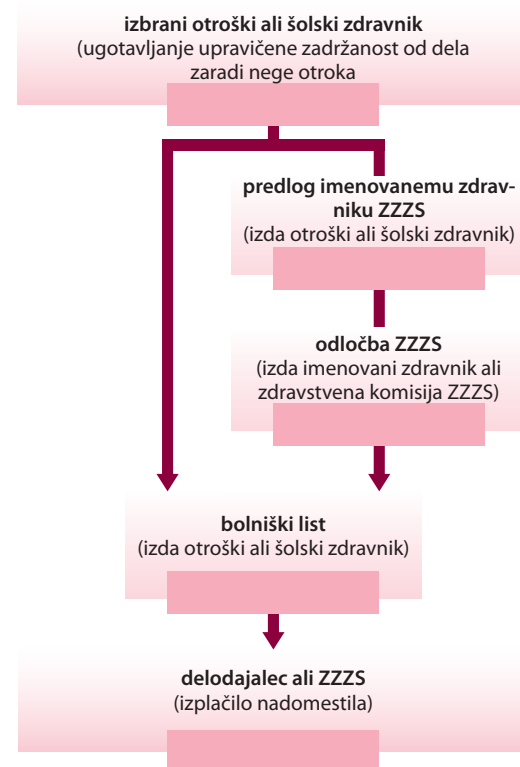 izbrani otroški ali šolski zdravnik
(ugotavljanje upravičene zadržanost od dela
zaradi nege otroka
predlog imenovanemu zdrav-
niku ZZZS
(izda otroški ali šolski zdravnik)
odločba ZZZS
(izda imenovani zdravnik ali
zdravstvena komisija ZZZS)
bolniški list
(izda otroški ali šolski zdravnik)
delodajalec ali ZZZS
(izplačilo nadomestila)